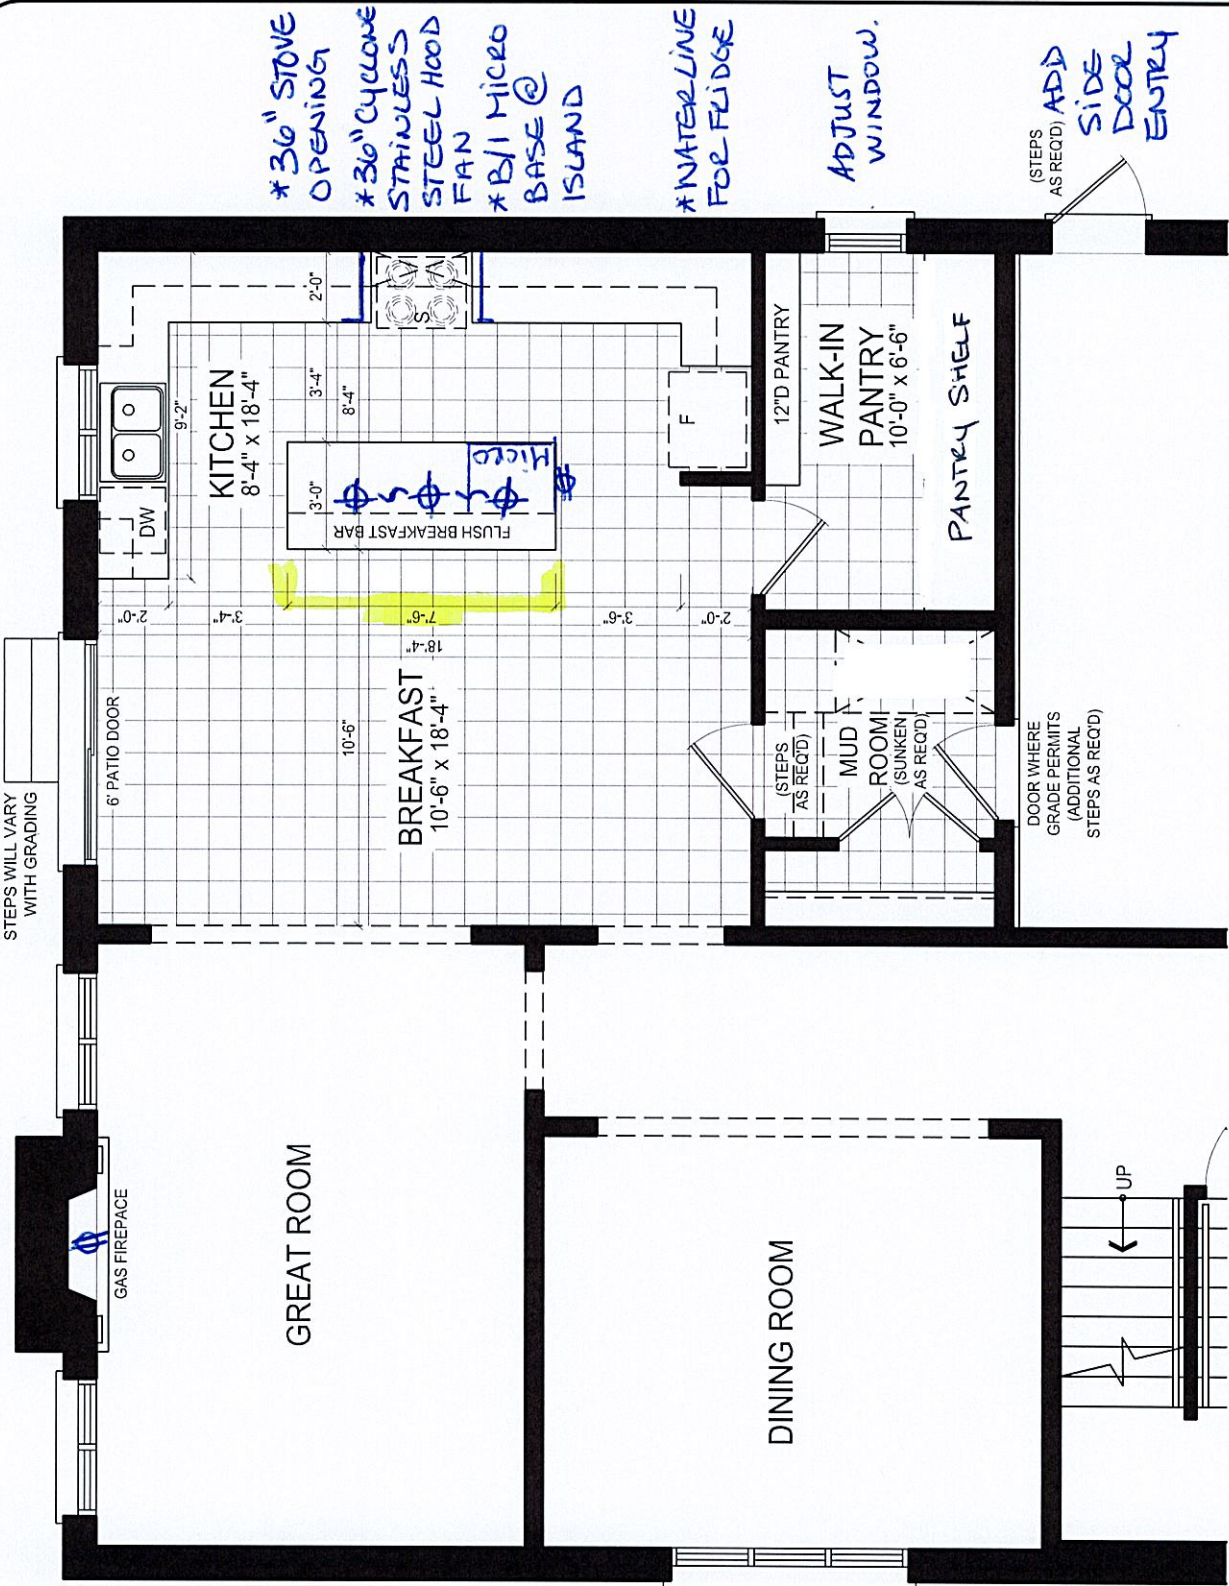 *36" STOVE
OPENING
*36" CYCLONE
STAINLESS
STEEL HOOD
FAN
*B/I MICRO
BASE @
ISLAND
*WATERLINE
FOR FRIDGE
ADJUST
WINDOW.
(STEPS
AS REQ'D)
ADD
SIDE
DOOR
ENTRY
2'-0"
S
9'-2"
KITCHEN
8'-4" x 18'-4"
3'-4"
8'-4"
DW
3'-0"
FLUSH BREAKFAST BAR
MICRO
F
12"D PANTRY
WALK-IN
PANTRY
10'-0" x 6'-6"
PANTRY SHELF
2'-0"
3'-4"
7'-6"
3'-6"
2'-0"
18'-4"
STEPS WILL VARY
WITH GRADING
6' PATIO DOOR
10'-6"
BREAKFAST
10'-6" x 18'-4"
(STEPS
AS REQ'D)
MUD
ROOM
(SUNKEN
AS REQ'D)
DOOR WHERE
GRADE PERMITS
(ADDITIONAL
STEPS AS REQ'D)
GAS FIREPACE
GREAT ROOM
DINING ROOM
UP